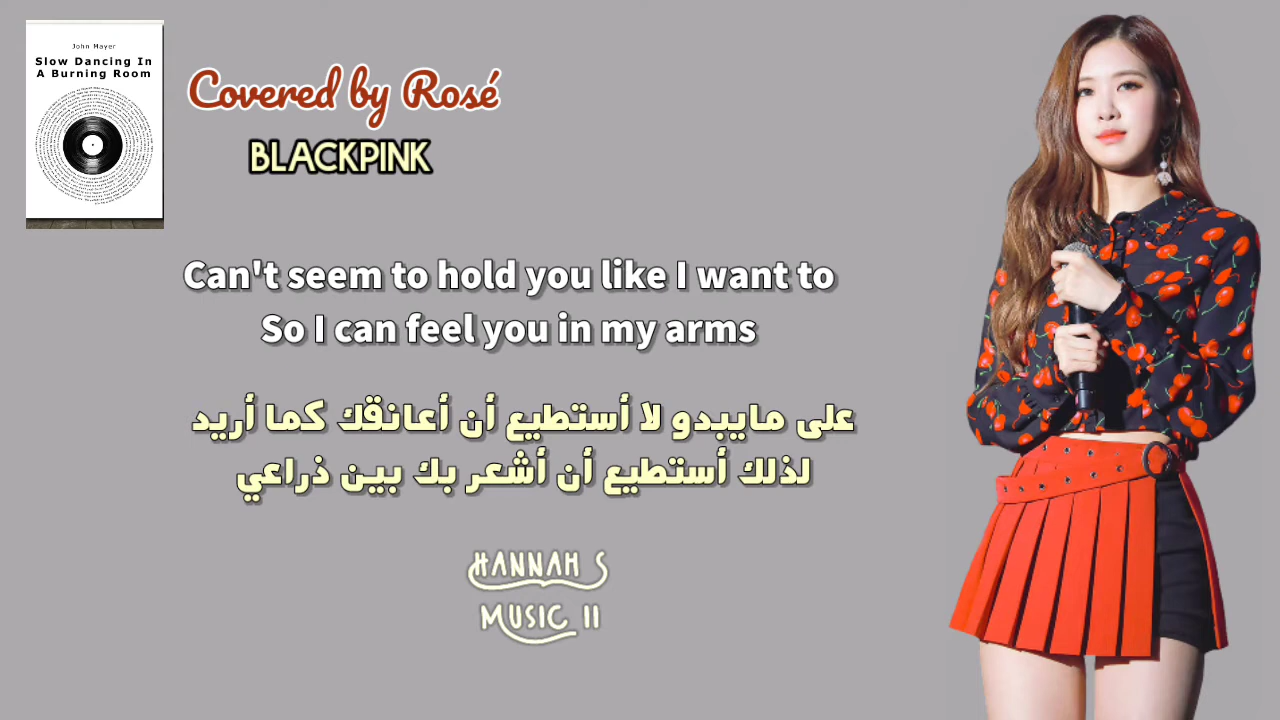 John Mayer
Slow Dancing In
A Burning Room
Covered by Rosé
BLACKPINK
Can't seem to hold you like I want to
So I can feel you in my arms
على مايبدو لا أستطيع أن أعانقك كما أريد
لذلك أستطيع أن أشعر بك بين ذراعي
HANNAH S
MUSIC II